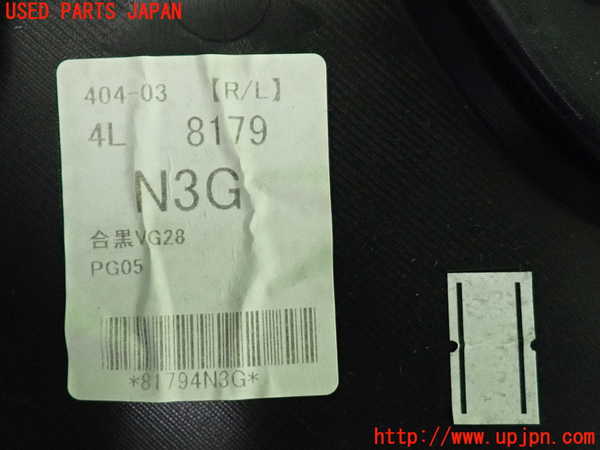 USED PARTS JAPAN
404-03 【R/L】
4L 8179
N3G
合黒VG28
PG05
*81794N3G*
http://www.upjpn.com/